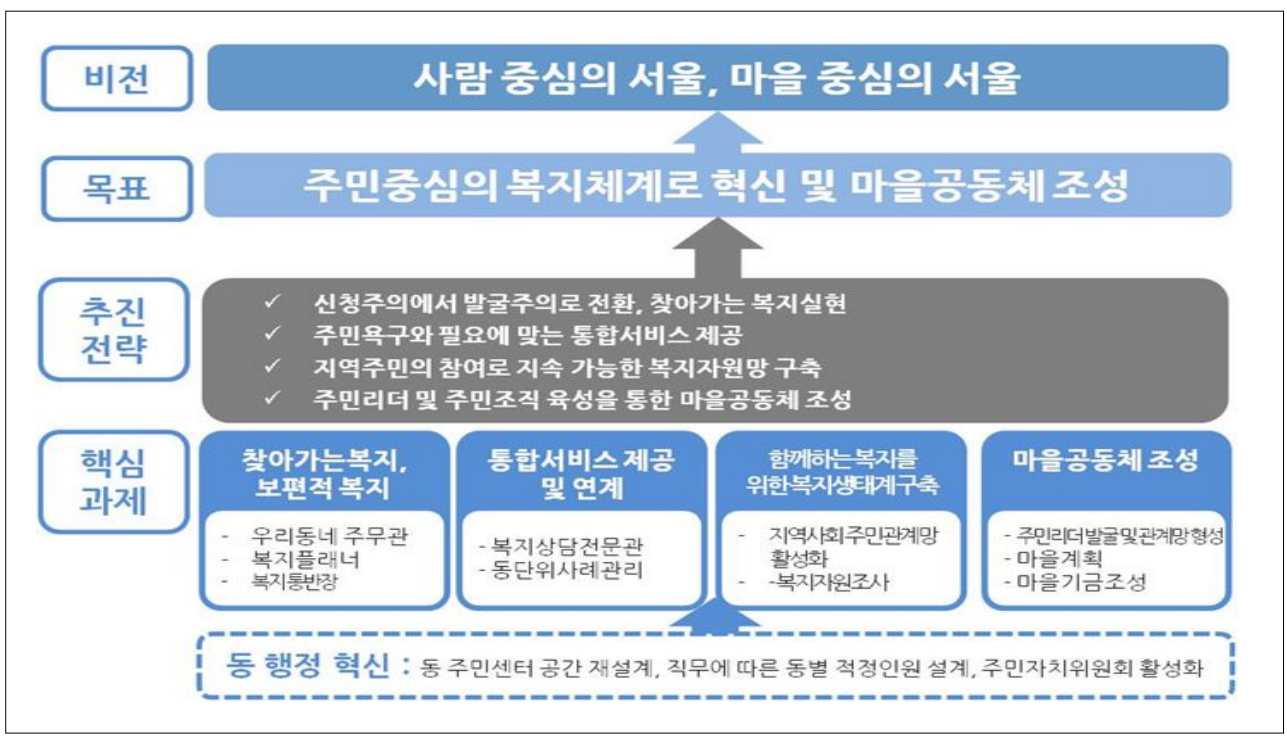 비전
사람 중심의 서울, 마을 중심의 서울
목표
주민중심의 복지체계로 혁신 및 마을공동체 조성
추진
전략
✓ 신청주의에서 발굴주의로 전환, 찾아가는 복지실현
✓ 주민욕구와 필요에 맞는 통합서비스 제공
✓ 지역주민의 참여로 지속 가능한 복지자원망 구축
✓ 주민리더 및 주민조직 육성을 통한 마을공동체 조성
핵심
과제
찾아가는복지,
보편적 복지
- 우리동네 주무관
- 복지플래너
- 복지통반장
통합서비스 제공
및 연계
- 복지상담전문관
- 동단위사례관리
함께하는복지를
위한복지생태계구축
- 지역사회주민관계망
활성화
- -복지자원조사
마을공동체 조성
- 주민리더발굴및관계망형성
- 마을계획
- 마을기금조성
동 행정 혁신 : 동 주민센터 공간 재설계, 직무에 따른 동별 적정인원 설계, 주민자치위원회 활성화